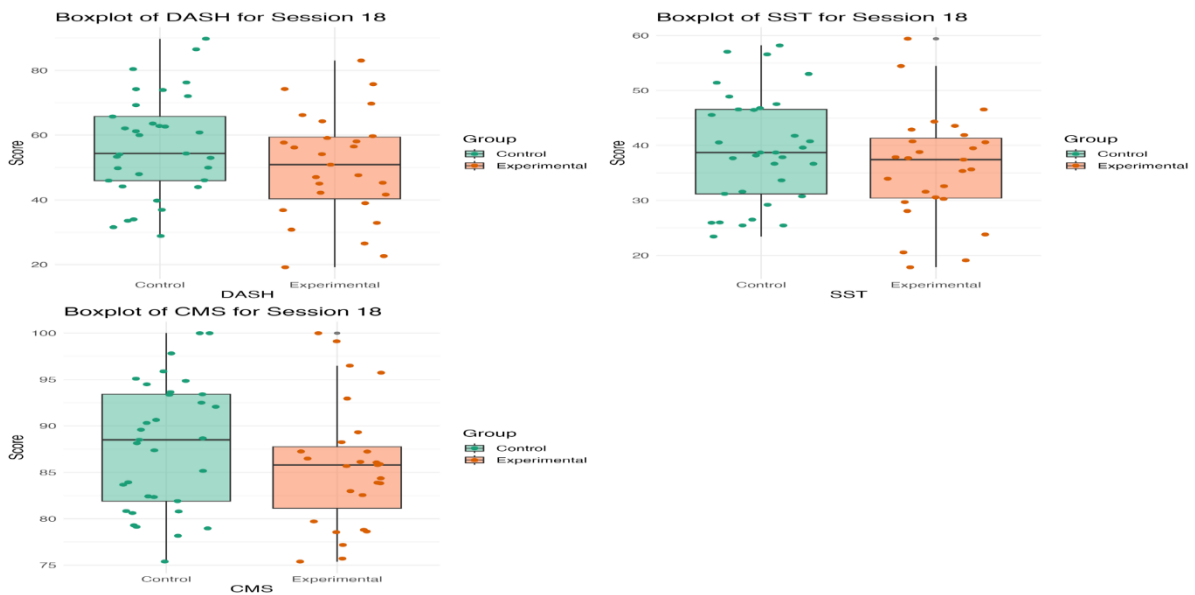 Boxplot of DASH for Session 18
80
60
40
20
Score
Control
Experimental
DASH
Group
Control
Experimental
Boxplot of SST for Session 18
60
50
40
30
20
Score
Control
Experimental
SST
Group
Control
Experimental
Boxplot of CMS for Session 18
100
95
90
85
80
75
Score
Control
Experimental
CMS
Group
Control
Experimental